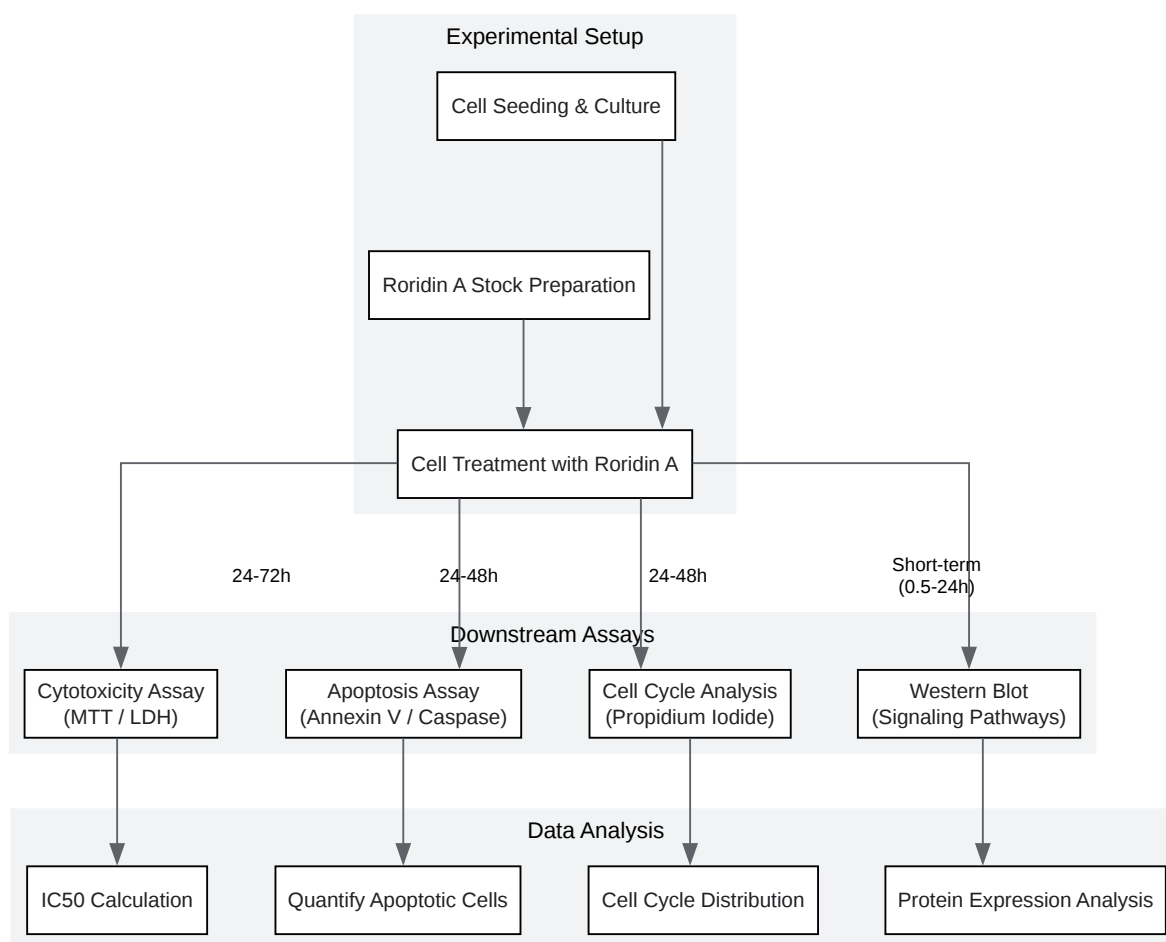 Experimental Setup
Cell Seeding & Culture
Roridin A Stock Preparation
Cell Treatment with Roridin A
24-72h
24-48h
24-48h
Short-term
(0.5-24h)
Downstream Assays
Cytotoxicity Assay
(MTT / LDH)
Apoptosis Assay
(Annexin V / Caspase)
Cell Cycle Analysis
(Propidium Iodide)
Western Blot
(Signaling Pathways)
Data Analysis
IC50 Calculation
Quantify Apoptotic Cells
Cell Cycle Distribution
Protein Expression Analysis